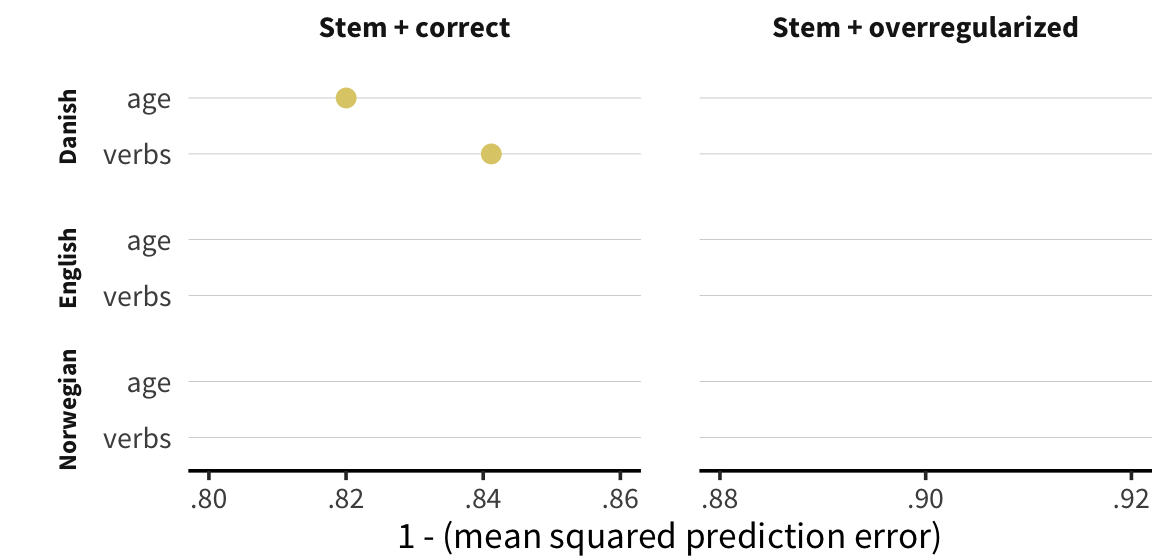 Stem + correct
Stem + overregularized
Danish
age
verbs
English
age
verbs
Norwegian
age
verbs
.80 .82 .84 .86 .88 .90 .92
1 - (mean squared prediction error)